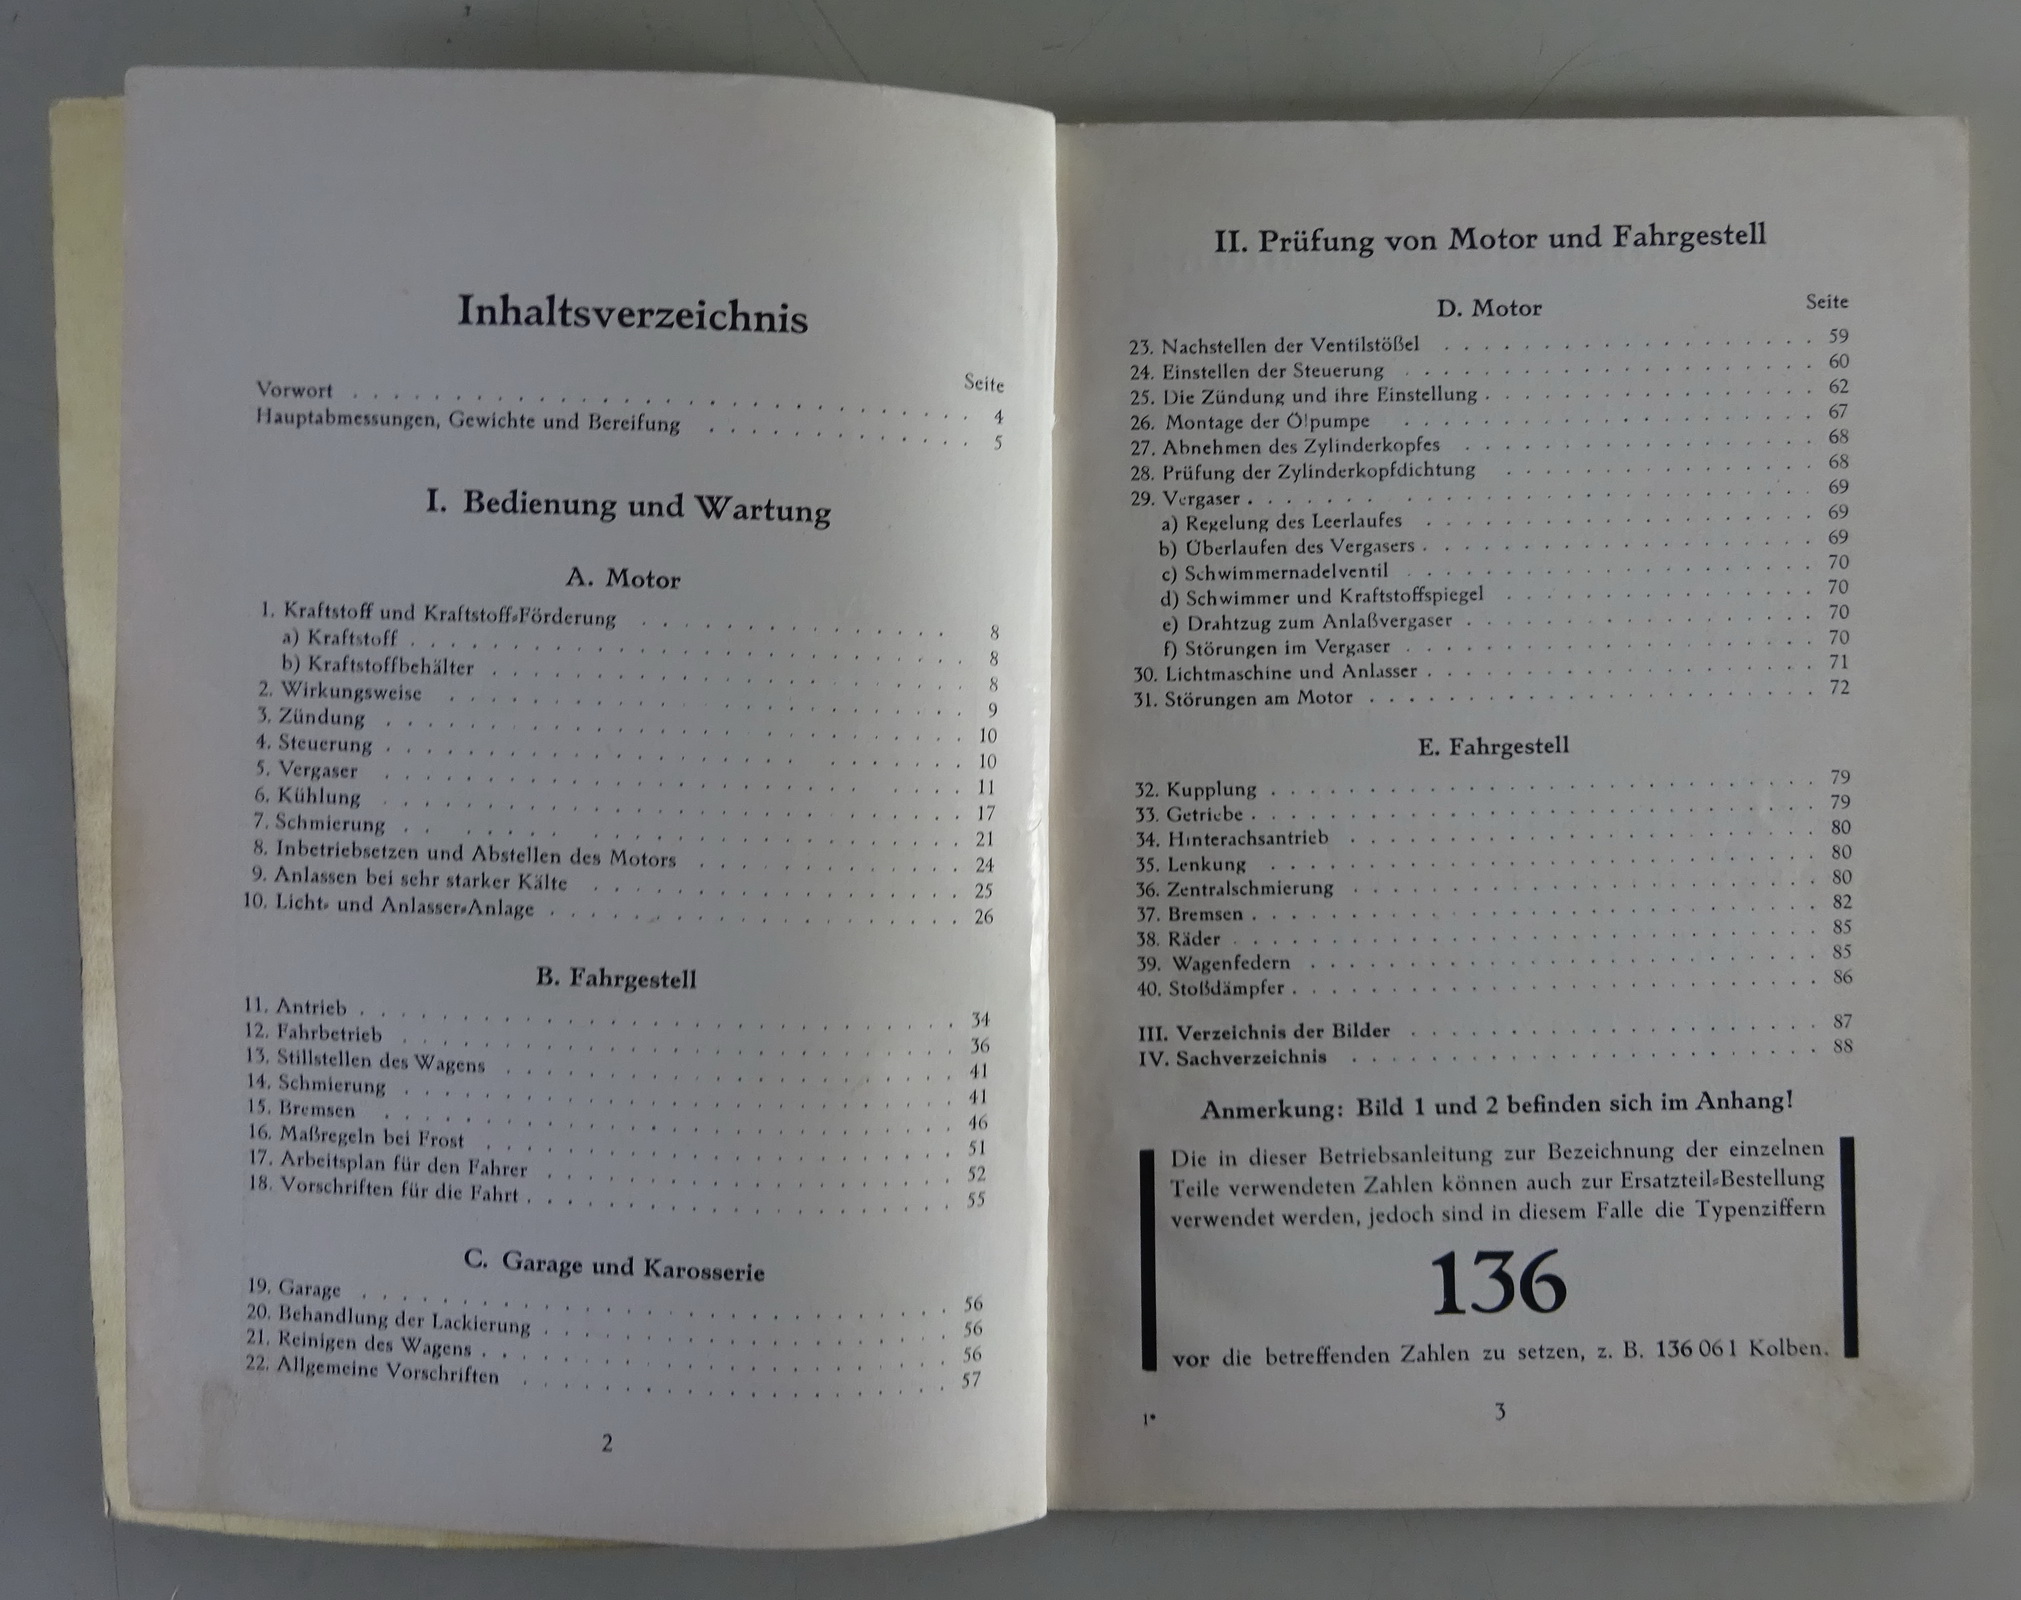 Inhaltsverzeichnis
Seite
Vorwort . . . . . . . . . . . . . . . . . . . . 4
Hauptabmessungen, Gewichte und Bereifung . . . . . . . . . . 5
I. Bedienung und Wartung
A. Motor
1. Kraftstoff und Kraftstoff-Förderung . . . . . . . . . . 8
a) Kraftstoff . . . . . . . . . . 8
b) Kraftstoffbehälter . . . . . . . . . . 8
2. Wirkungsweise . . . . . . . . . . 9
3. Zündung . . . . . . . . . . 10
4. Steuerung . . . . . . . . . . 10
5. Vergaser . . . . . . . . . . 11
6. Kühlung . . . . . . . . . . 17
7. Schmierung . . . . . . . . . . 21
8. Inbetriebsetzen und Abstellen des Motors . . . . . . . . . . 24
9. Anlassen bei sehr starker Kälte . . . . . . . . . . 25
10. Licht- und Anlasser-Anlage . . . . . . . . . . 26
B. Fahrgestell
11. Antrieb . . . . . . . . . . 34
12. Fahrbetrieb . . . . . . . . . . 36
13. Stillstellen des Wagens . . . . . . . . . . 41
14. Schmierung . . . . . . . . . . 41
15. Bremsen . . . . . . . . . . 46
16. Maßregeln bei Frost . . . . . . . . . . 51
17. Arbeitsplan für den Fahrer . . . . . . . . . . 52
18. Vorschriften für die Fahrt . . . . . . . . . . 55
C. Garage und Karosserie
19. Garage . . . . . . . . . . 56
20. Behandlung der Lackierung . . . . . . . . . . 56
21. Reinigen des Wagens . . . . . . . . . . 56
22. Allgemeine Vorschriften . . . . . . . . . . 57
2
II. Prüfung von Motor und Fahrgestell
D. Motor Seite
23. Nachstellen der Ventilstößel . . . . . . . . . . 59
24. Einstellen der Steuerung . . . . . . . . . . 60
25. Die Zündung und ihre Einstellung . . . . . . . . . . 62
26. Montage der Ölpumpe . . . . . . . . . . 67
27. Abnehmen des Zylinderkopfes . . . . . . . . . . 68
28. Prüfung der Zylinderkopfdichtung . . . . . . . . . . 68
29. Vergaser . . . . . . . . . . 69
a) Regelung des Leerlaufes . . . . . . . . . . 69
b) Überlaufen des Vergasers . . . . . . . . . . 69
c) Schwimmernadelventil . . . . . . . . . . 70
d) Schwimmer und Kraftstoffspiegel . . . . . . . . . . 70
e) Drahtzug zum Anlaßvergaser . . . . . . . . . . 70
f) Störungen im Vergaser . . . . . . . . . . 70
30. Lichtmaschine und Anlasser . . . . . . . . . . 71
31. Störungen am Motor . . . . . . . . . . 72
E. Fahrgestell
32. Kupplung . . . . . . . . . . 79
33. Getriebe . . . . . . . . . . 79
34. Hinterachsantrieb . . . . . . . . . . 80
35. Lenkung . . . . . . . . . . 80
36. Zentralschmierung . . . . . . . . . . 80
37. Bremsen . . . . . . . . . . 82
38. Räder . . . . . . . . . . 85
39. Wagenfedern . . . . . . . . . . 85
40. Stoßdämpfer . . . . . . . . . . 86
III. Verzeichnis der Bilder . . . . . . . . . . 87
IV. Sachverzeichnis . . . . . . . . . . 88
Anmerkung: Bild 1 und 2 befinden sich im Anhang!
Die in dieser Betriebsanleitung zur Bezeichnung der einzelnen
Teile verwendeten Zahlen können auch zur Ersatzteil-Bestellung
verwendet werden, jedoch sind in diesem Falle die Typenziffern
136
vor die betreffenden Zahlen zu setzen, z. B. 136 061 Kolben.
1*
3